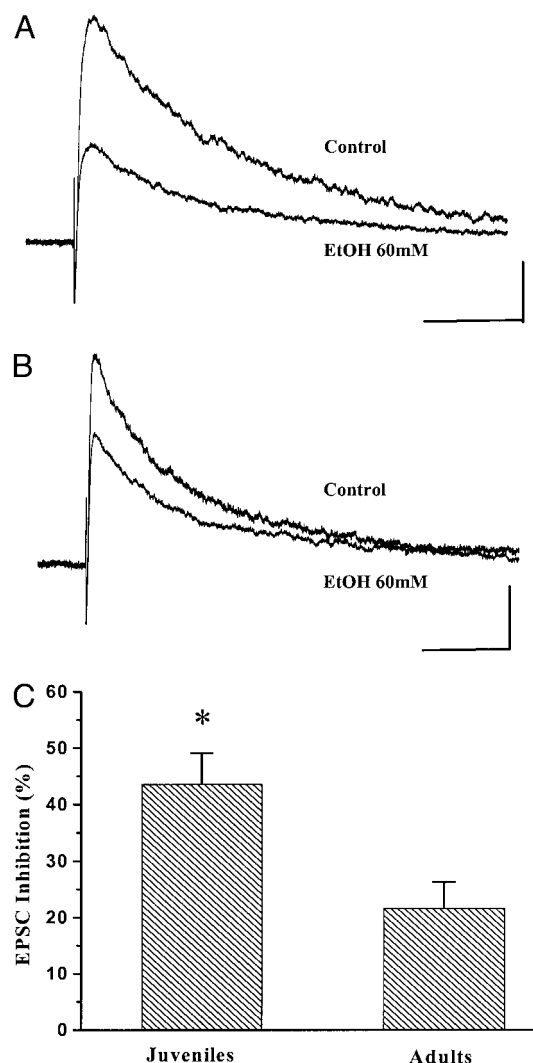 A
Control
EtOH 60mM
B
Control
EtOH 60mM
C
60
50
40
30
20
10
0
EPSC Inhibition (%)
*
Juveniles
Adults